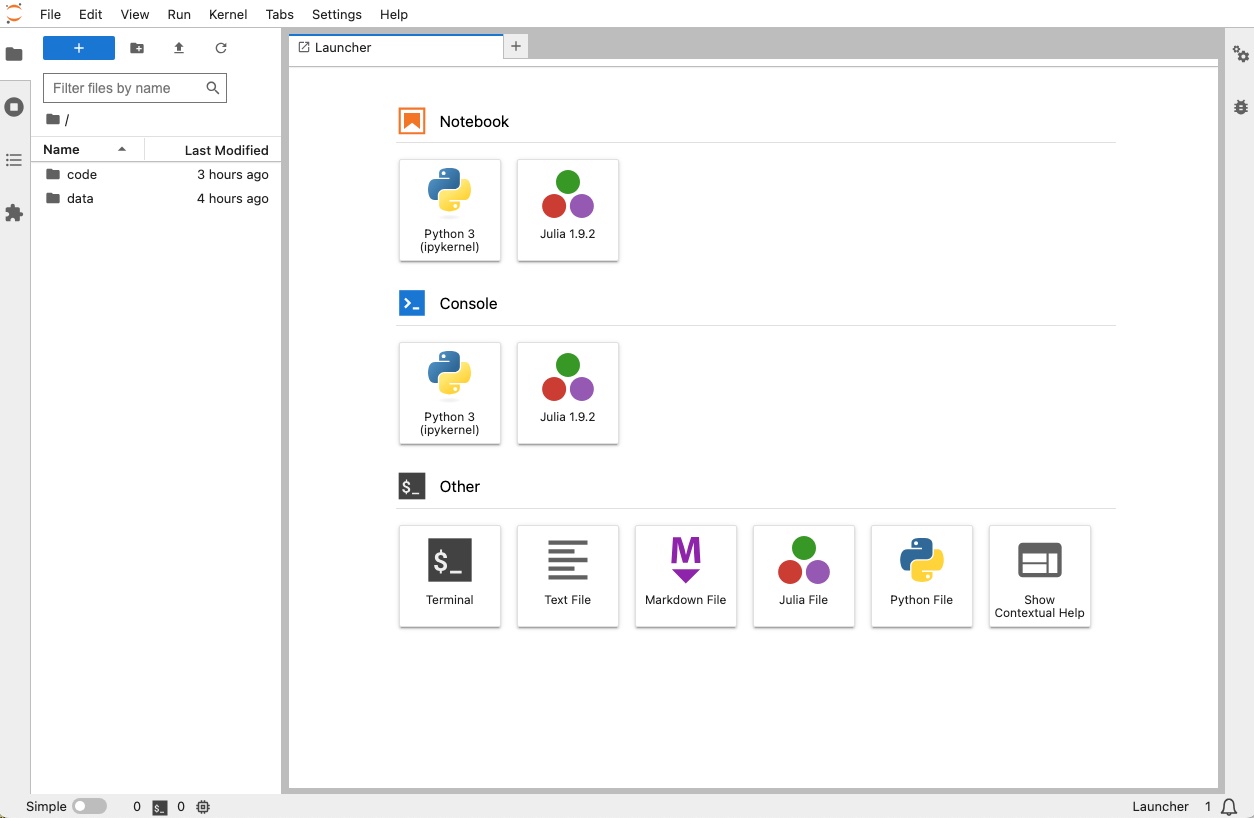 File Edit View Run Kernel Tabs Settings Help
Launcher
Filter files by name
/
Name Last Modified
code 3 hours ago
data 4 hours ago
Notebook
Python 3
(ipykernel)
Julia 1.9.2
Console
Python 3
(ipykernel)
Julia 1.9.2
$_ Other
$_
Terminal
Text File
M
Markdown File
Julia File
Python File
Show
Contextual Help
Simple 0 $_ 0 Launcher 1